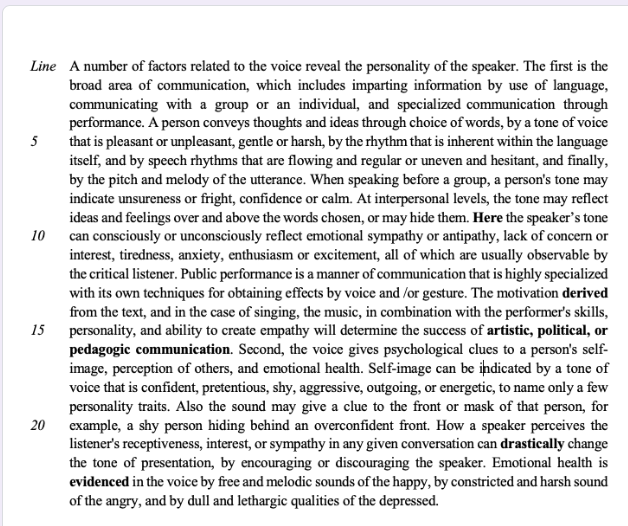 Line A number of factors related to the voice reveal the personality of the speaker. The first is the
broad area of communication, which includes imparting information by use of language,
communicating with a group or an individual, and specialized communication through
performance. A person conveys thoughts and ideas through choice of words, by a tone of voice
5 that is pleasant or unpleasant, gentle or harsh, by the rhythm that is inherent within the language
itself, and by speech rhythms that are flowing and regular or uneven and hesitant, and finally,
by the pitch and melody of the utterance. When speaking before a group, a person's tone may
indicate unsureness or fright, confidence or calm. At interpersonal levels, the tone may reflect
ideas and feelings over and above the words chosen, or may hide them. Here the speaker's tone
10 can consciously or unconsciously reflect emotional sympathy or antipathy, lack of concern or
interest, tiredness, anxiety, enthusiasm or excitement, all of which are usually observable by
the critical listener. Public performance is a manner of communication that is highly specialized
with its own techniques for obtaining effects by voice and /or gesture. The motivation derived
from the text, and in the case of singing, the music, in combination with the performer's skills,
15 personality, and ability to create empathy will determine the success of artistic, political, or
pedagogic communication. Second, the voice gives psychological clues to a person's self-
image, perception of others, and emotional health. Self-image can be indicated by a tone of
voice that is confident, pretentious, shy, aggressive, outgoing, or energetic, to name only a few
personality traits. Also the sound may give a clue to the front or mask of that person, for
20 example, a shy person hiding behind an overconfident front. How a speaker perceives the
listener's receptiveness, interest, or sympathy in any given conversation can drastically change
the tone of presentation, by encouraging or discouraging the speaker. Emotional health is
evidenced in the voice by free and melodic sounds of the happy, by constricted and harsh sound
of the angry, and by dull and lethargic qualities of the depressed.